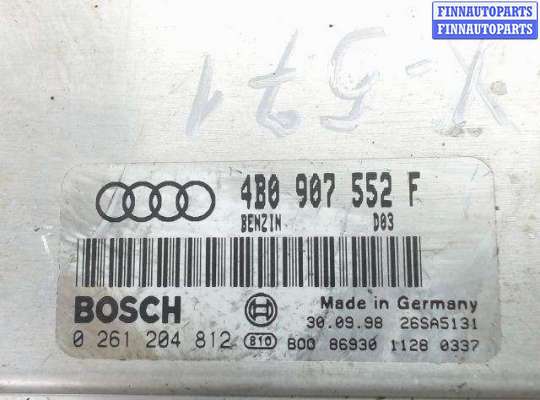 FINNAUTOPARTS
FINNAUTOPARTS
X-571
4B0 907 552 F
BENZIN D03
BOSCH
Made in Germany
30.09.98 26SA5131
0 261 204 812 810 B00 86930 1128 0337